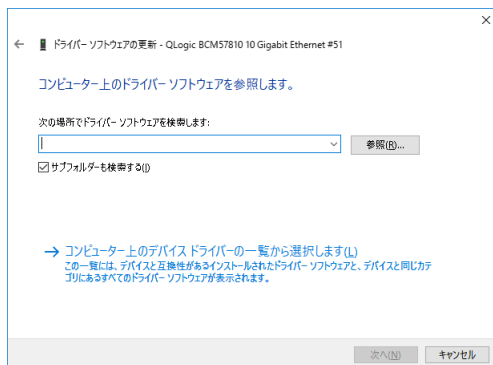 ドライバー ソフトウェアの更新 - QLogic BCM57810 10 Gigabit Ethernet #51
コンピューター上のドライバー ソフトウェアを参照します。
次の場所でドライバー ソフトウェアを検索します:
参照(R)...
サブフォルダーも検索する(I)
コンピューター上のデバイス ドライバーの一覧から選択します(L)
この一覧には、デバイスと互換性があるインストールされたドライバー ソフトウェアと、デバイスと同じカテ
ゴリにあるすべてのドライバー ソフトウェアが表示されます。
次へ(N)
キャンセル